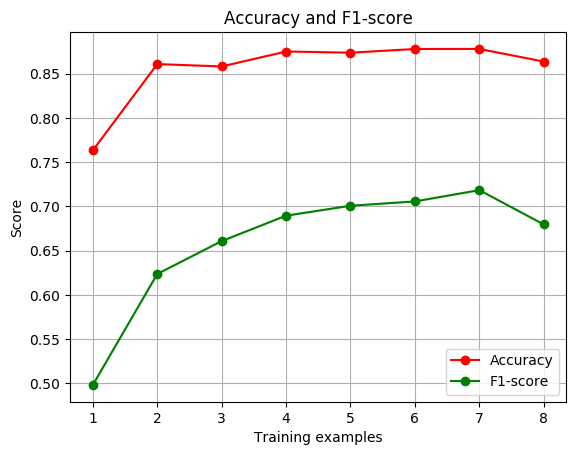 Accuracy and F1-score
Score
0.85
0.80
0.75
0.70
0.65
0.60
0.55
0.50
Accuracy
F1-score
1 2 3 4 5 6 7 8
Training examples